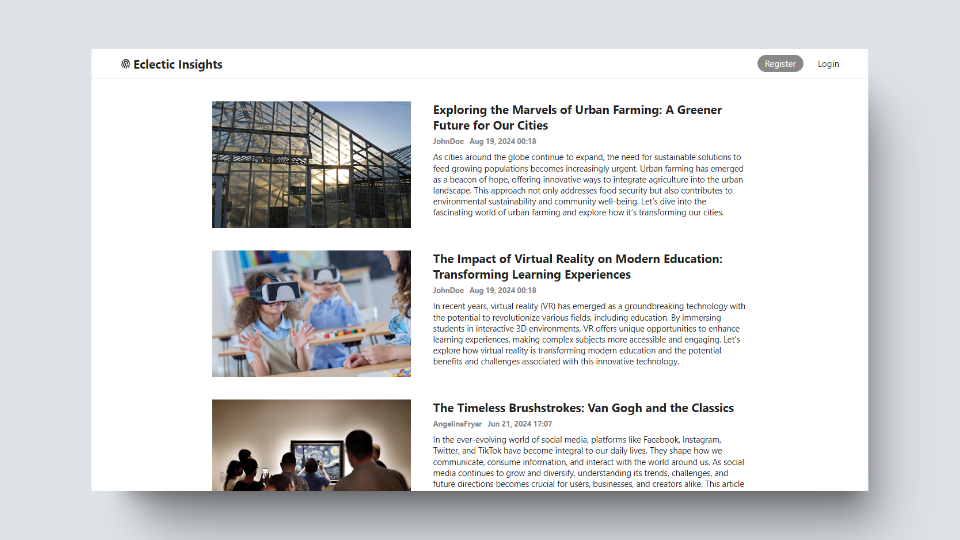 Eclectic Insights
Register
Login
Exploring the Marvels of Urban Farming: A Greener
Future for Our Cities
JohnDoe Aug 19, 2024 00:18
As cities around the globe continue to expand, the need for sustainable solutions to
feed growing populations becomes increasingly urgent. Urban farming has emerged
as a beacon of hope, offering innovative ways to integrate agriculture into the urban
landscape. This approach not only addresses food security but also contributes to
environmental sustainability and community well-being. Let's dive into the
fascinating world of urban farming and explore how it's transforming our cities.
The Impact of Virtual Reality on Modern Education:
Transforming Learning Experiences
JohnDoe Aug 19, 2024 00:18
In recent years, virtual reality (VR) has emerged as a groundbreaking technology with
the potential to revolutionize various fields, including education. By immersing
students in interactive 3D environments, VR offers unique opportunities to enhance
learning experiences, making complex subjects more accessible and engaging. Let's
explore how virtual reality is transforming modern education and the potential
benefits and challenges associated with this innovative technology.
The Timeless Brushstrokes: Van Gogh and the Classics
AngelinaFryar Jun 21, 2024 17:07
In the ever-evolving world of social media, platforms like Facebook, Instagram,
Twitter, and TikTok have become integral to our daily lives. They shape how we
communicate, consume information, and interact with the world around us. As social
media continues to grow and diversify, understanding its trends, challenges, and
future directions becomes crucial for users, businesses, and creators alike. This article